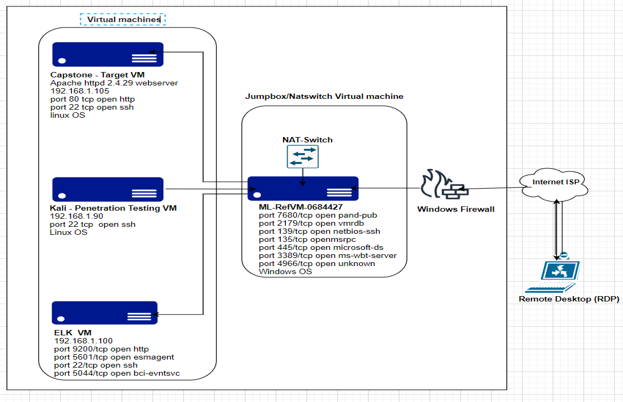 Virtual machines
Capstone - Target VM
Apache httpd 2.4.29 webserver
192.168.1.105
port 80 tcp open http
port 22 tcp open ssh
linux OS
Kali - Penetration Testing VM
192.168.1.90
port 22 tcp open ssh
Linux OS
ELK VM
192.168.1.100
port 9200/tcp open http
port 5601/tcp open esmagent
port 22/tcp open ssh
port 5044/tcp open bci-evntsvc
Jumpbox/Natswitch Virtual machine
NAT-Switch
ML-RefVM-0684427
port 7680/tcp open pand-pub
port 2179/tcp open vmrdb
port 139/tcp open netbios-ssh
port 135/tcp openmsrpc
port 445/tcp open microsoft-ds
port 3389/tcp open ms-wbt-server
port 4966/tcp open unknown
Windows OS
Windows Firewall
Internet ISP
Remote Desktop (RDP)